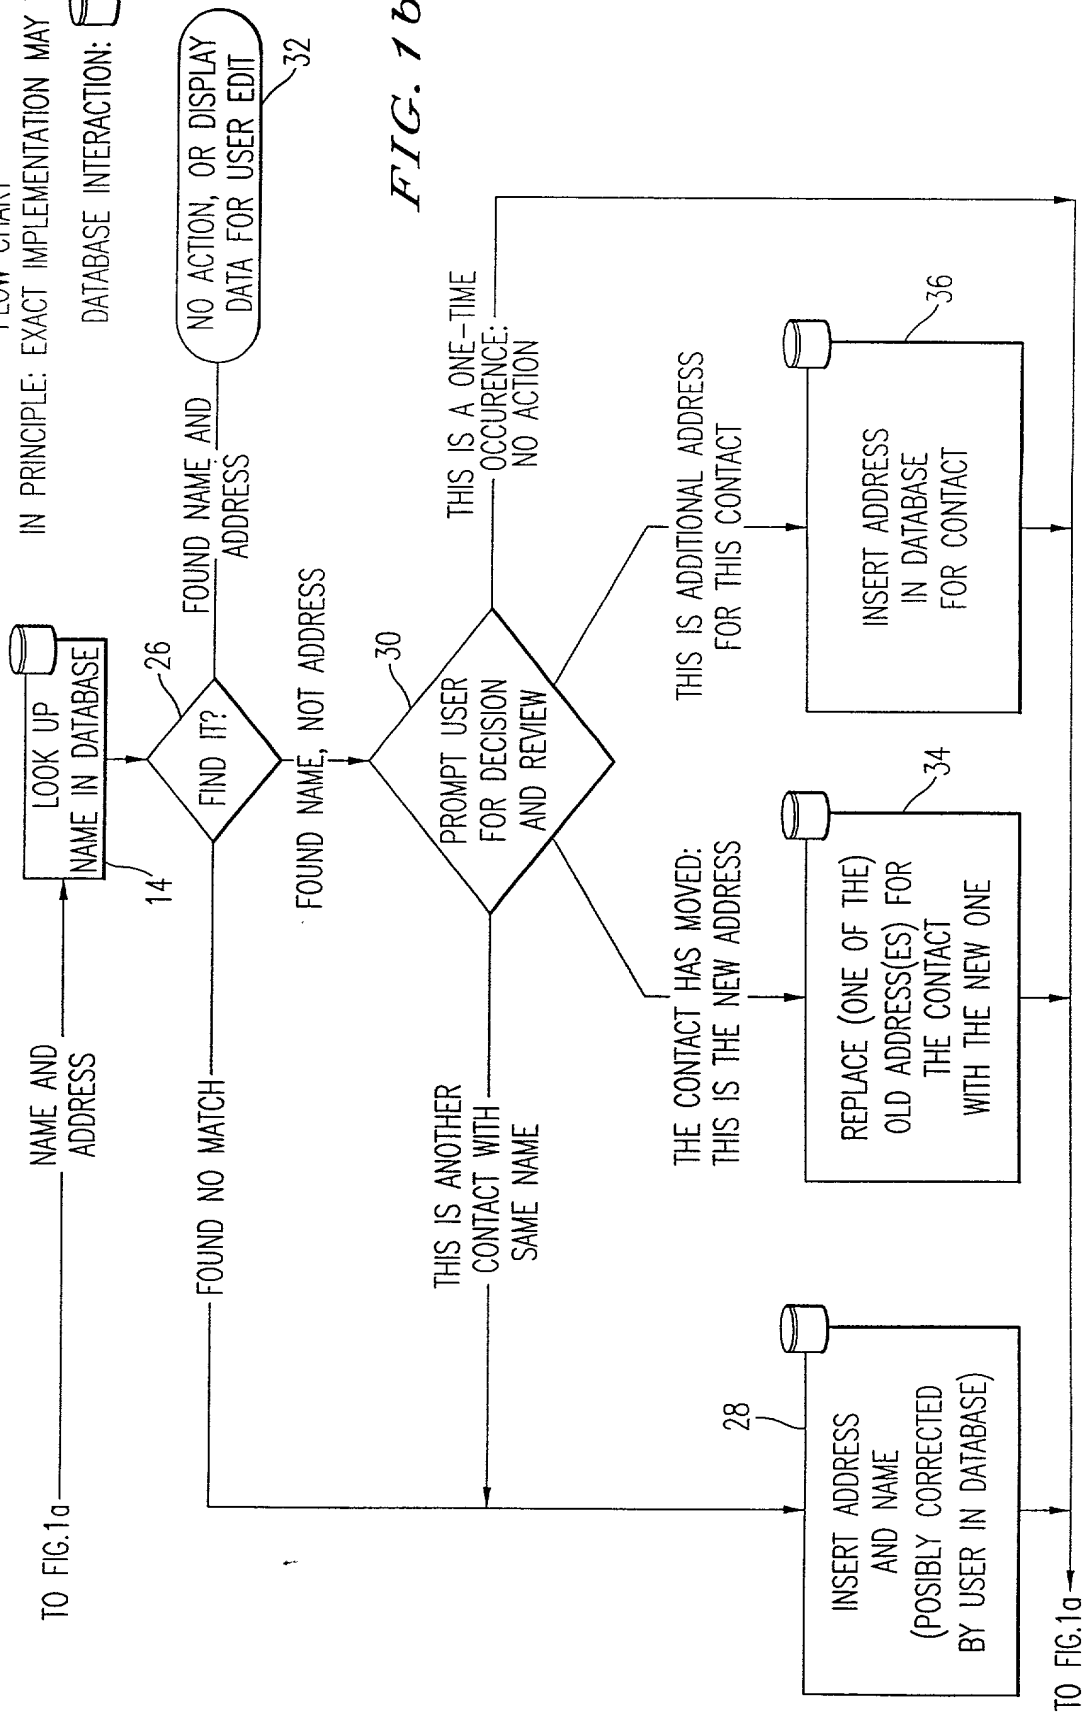 FLOW CHART
IN PRINCIPLE: EXACT IMPLEMENTATION MAY
DATABASE INTERACTION:
TO FIG.1a
NAME AND
ADDRESS
LOOK UP
NAME IN DATABASE
14
FIND IT?
26
FOUND NO MATCH
FOUND NAME AND
ADDRESS
NO ACTION, OR DISPLAY
DATA FOR USER EDIT
32
FOUND NAME, NOT ADDRESS
FIG. 1b
PROMPT USER
FOR DECISION
AND REVIEW
30
THIS IS ANOTHER
CONTACT WITH
SAME NAME
THIS IS A ONE-TIME
OCCURENCE:
NO ACTION
THE CONTACT HAS MOVED:
THIS IS THE NEW ADDRESS
THIS IS ADDITIONAL ADDRESS
FOR THIS CONTACT
28
INSERT ADDRESS
AND NAME
(POSIBLY CORRECTED
BY USER IN DATABASE)
REPLACE (ONE OF THE)
OLD ADDRESS(ES) FOR
THE CONTACT
WITH THE NEW ONE
34
INSERT ADDRESS
IN DATABASE
FOR CONTACT
36
TO FIG.1a